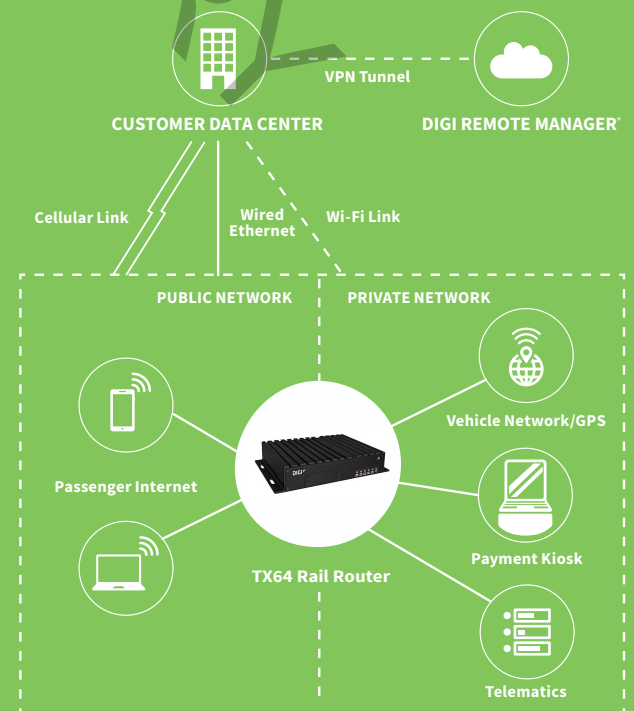 VPN Tunnel
CUSTOMER DATA CENTER
DIGI REMOTE MANAGER®
Cellular Link
Wired
Ethernet
Wi-Fi Link
PUBLIC NETWORK
PRIVATE NETWORK
Vehicle Network/GPS
Passenger Internet
DIGI
Payment Kiosk
TX64 Rail Router
Telematics